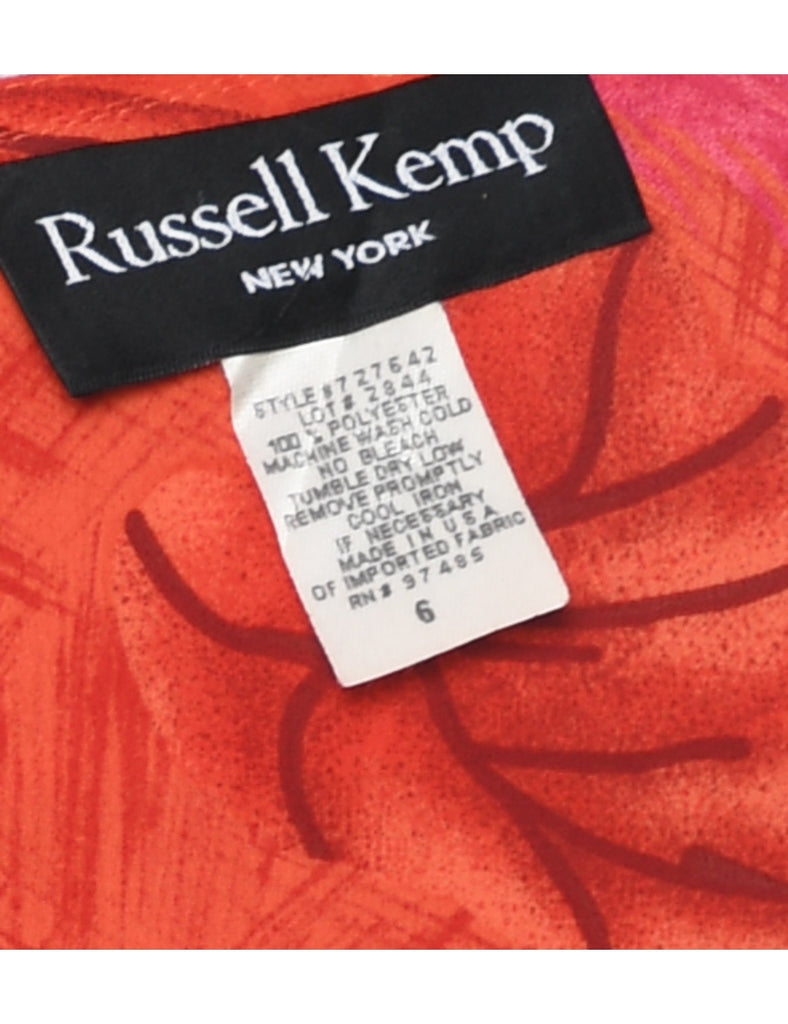 Russell Kemp
NEW YORK
STYLE #727642
LOT # 2844
100 % POLYESTER
MACHINE WASH COLD
NO BLEACH
TUMBLE DRY LOW
REMOVE PROMPTLY
COOL IRON
IF NECESSARY
MADE IN U S A
OF IMPORTED FABRIC
RN# 97485
6